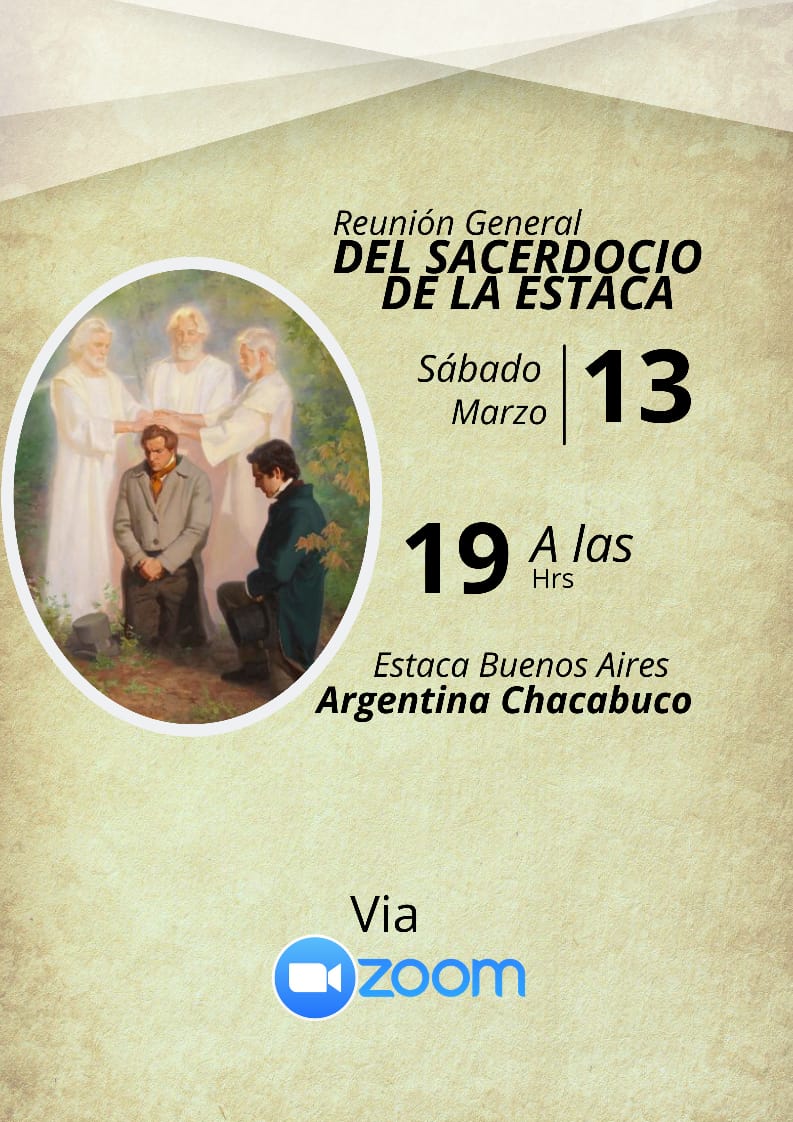 Reunión General
DEL SACERDOCIO
DE LA ESTACA
Sábado
Marzo
13
19
A las
Hrs
Estaca Buenos Aires
Argentina Chacabuco
Via
zoom